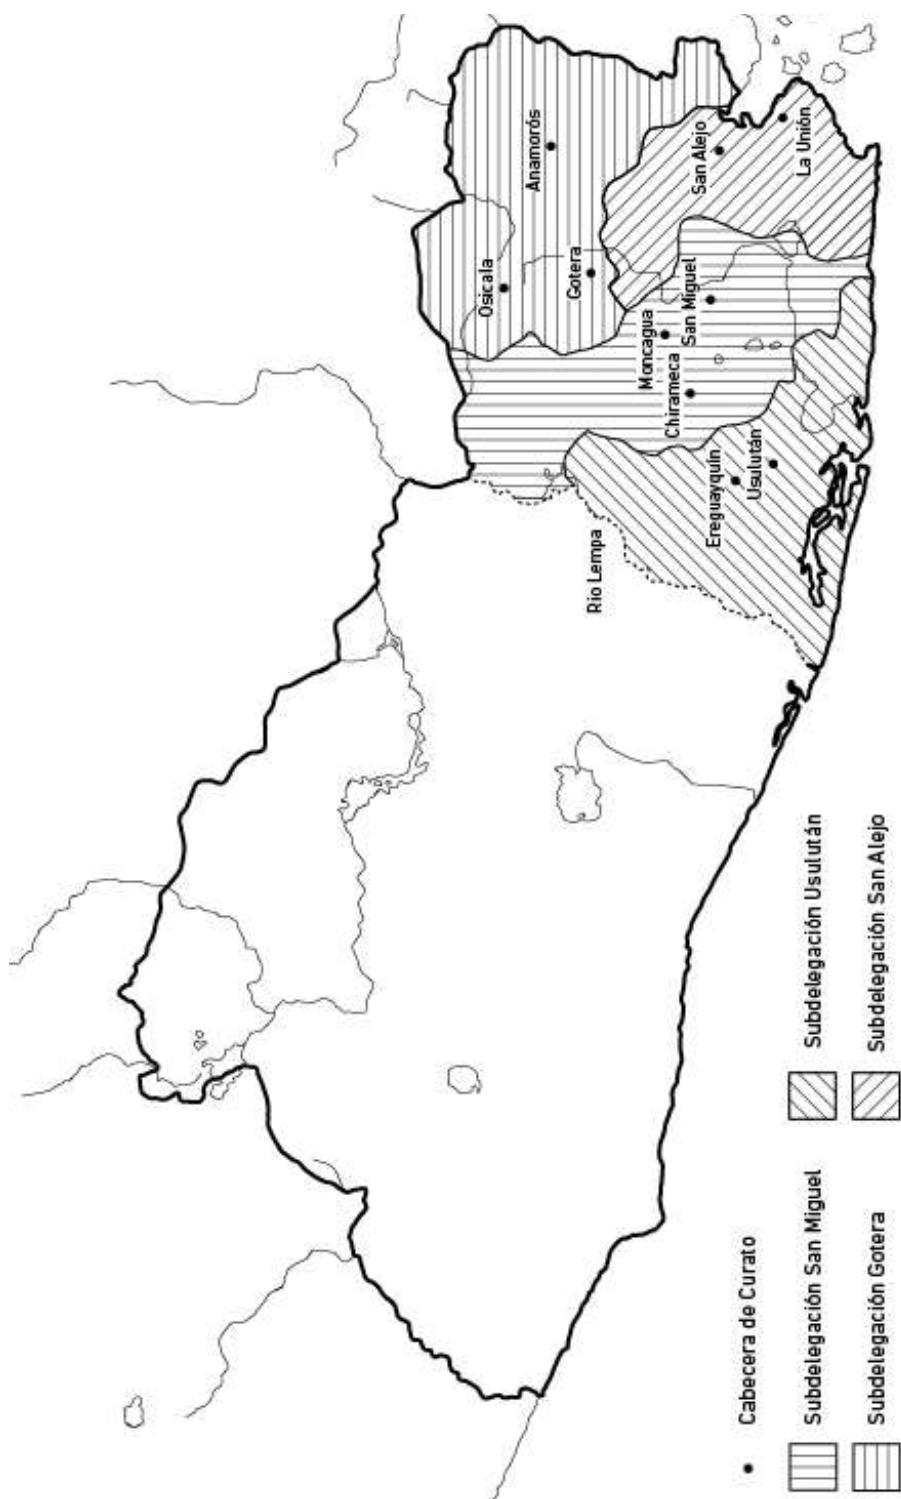 Osicala
Anamorós
Gotera
San Alejo
La Unión
Moncagua
San Miguel
Chirameca
Ereguayquín
Usulután
Rio Lempa
Cabecera de Curato
Subdelegación San Miguel
Subdelegación Gotera
Subdelegación Usulután
Subdelegación San Alejo